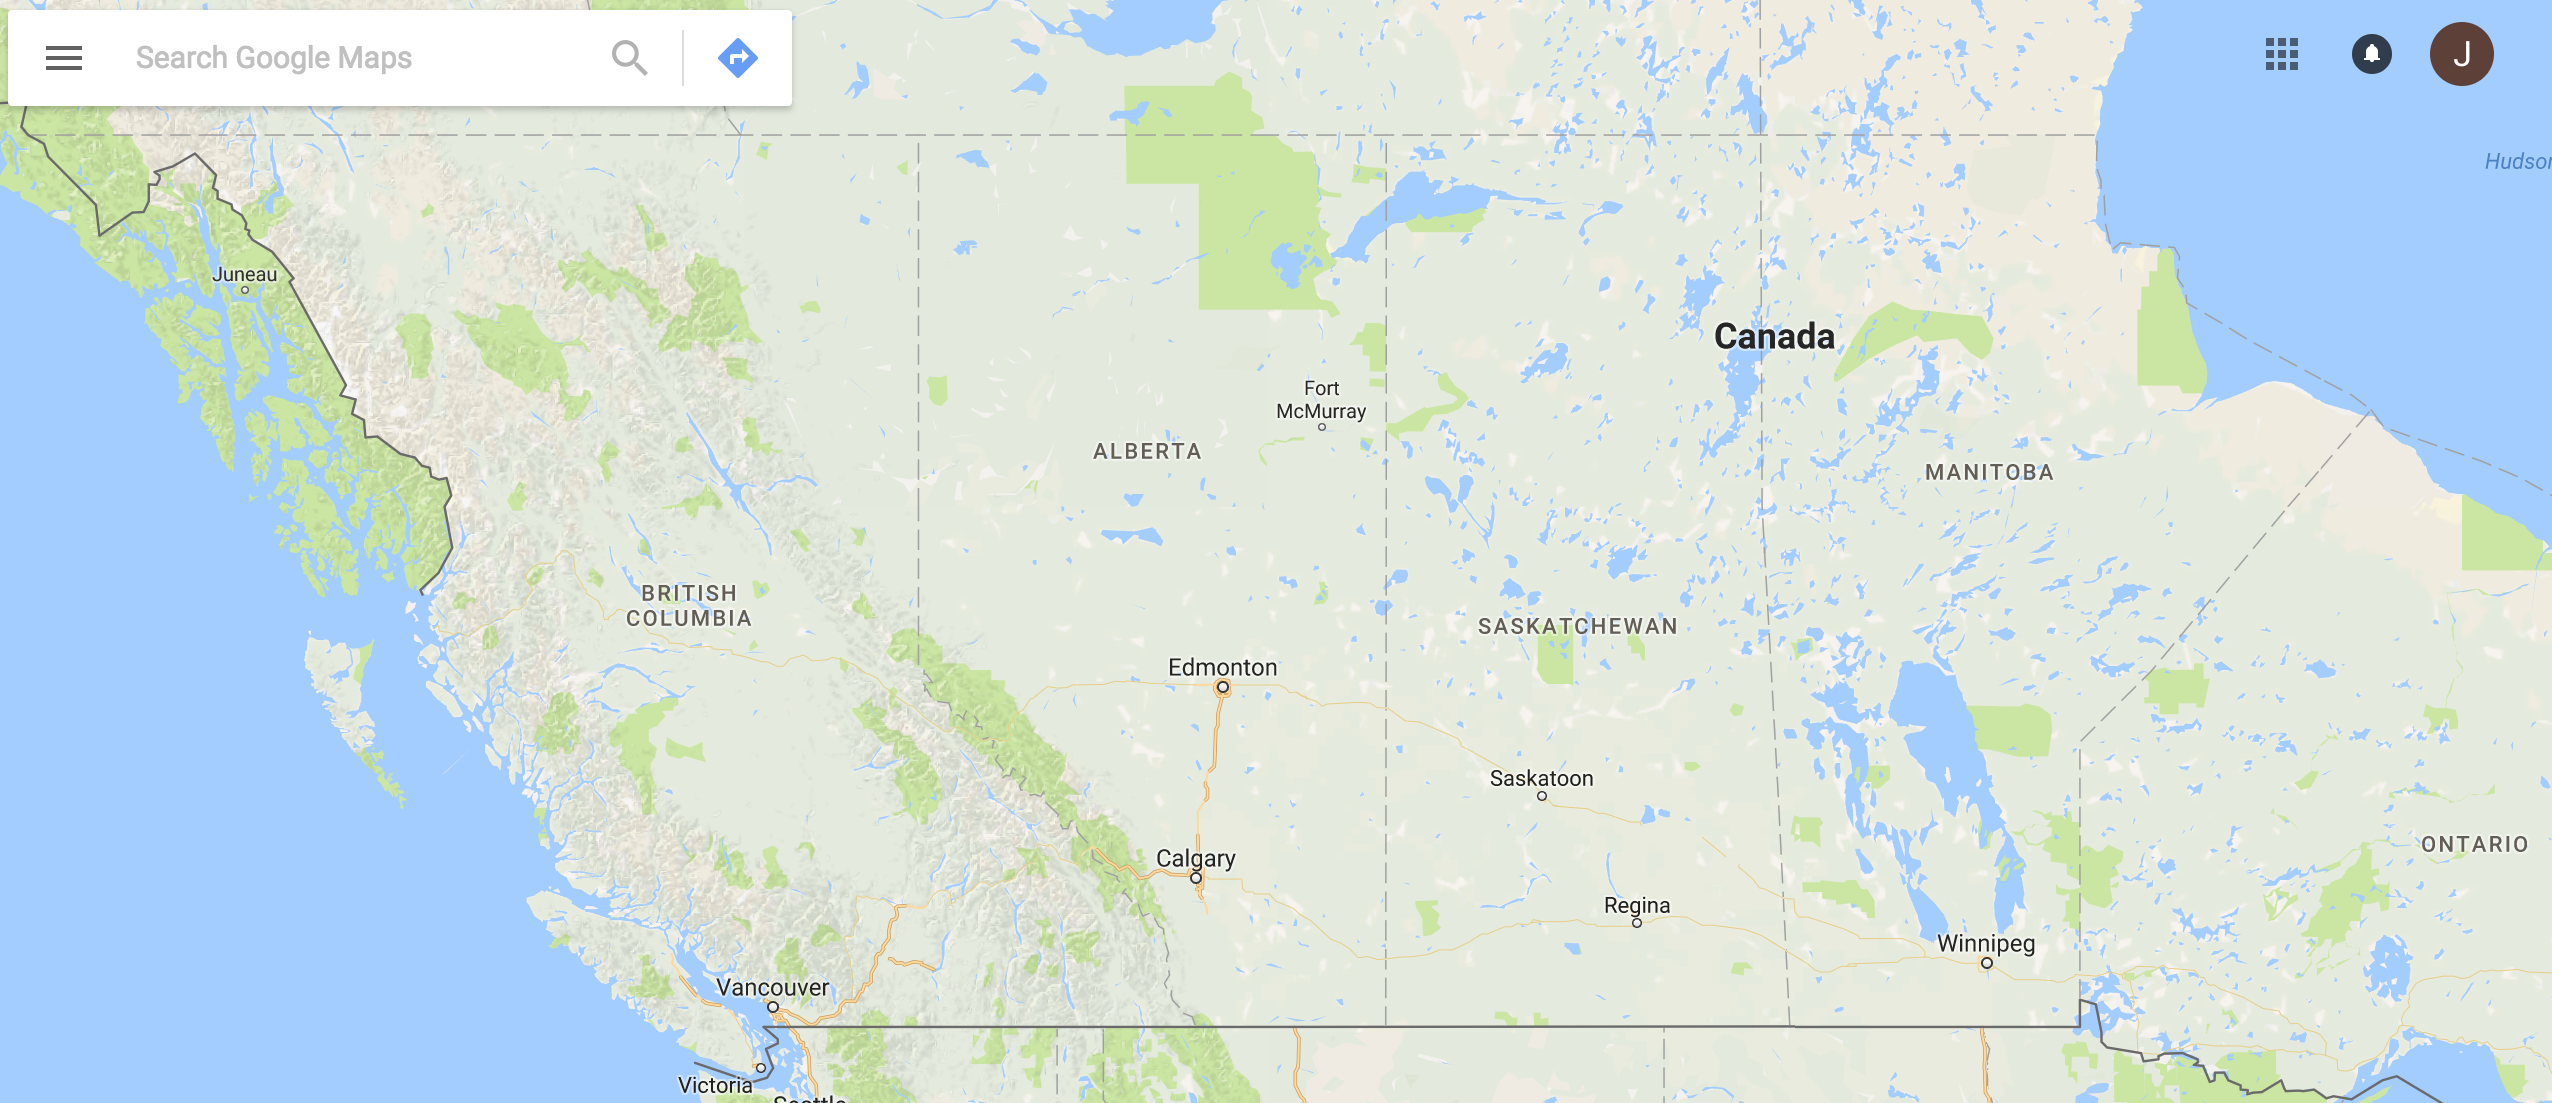 Search Google Maps
J
Hudson
Juneau
Canada
Fort
McMurray
ALBERTA
MANITOBA
BRITISH
COLUMBIA
SASKATCHEWAN
Edmonton
Saskatoon
ONTARIO
Calgary
Regina
Winnipeg
Vancouver
Victoria
Seattle